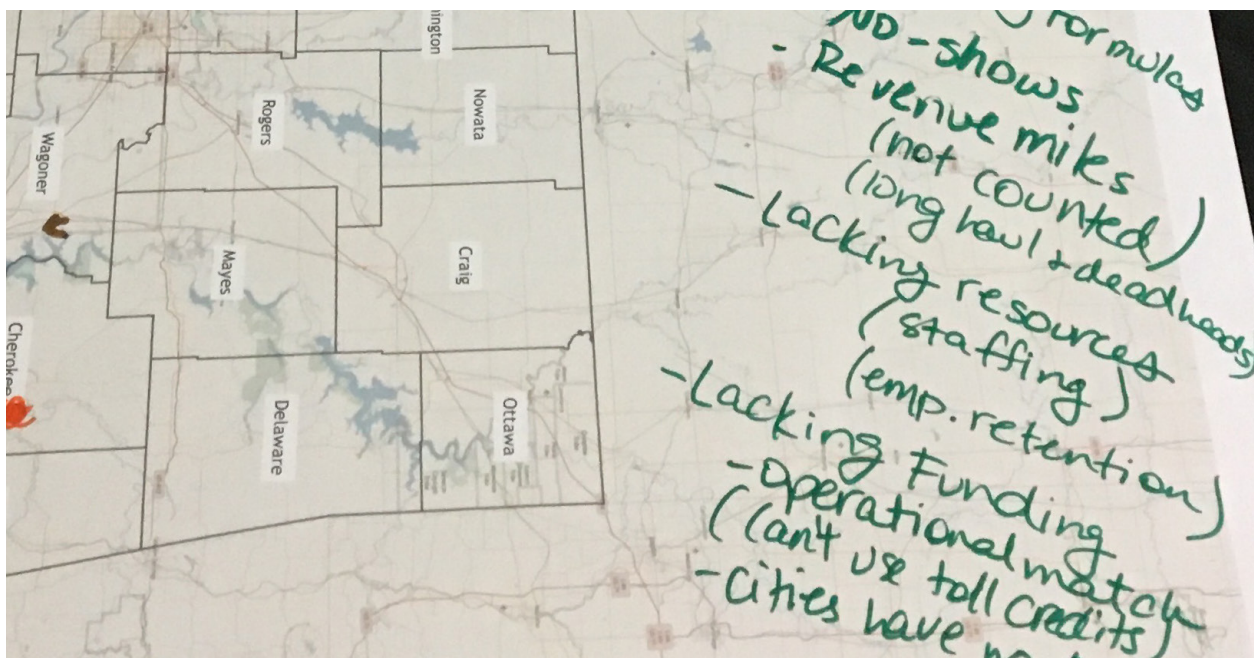 formulas
NO-shows
- Revenue miles
(not counted)
(long haul + deadheads)
- Lacking resources
(staffing)
(emp. retention)
- Lacking Funding
- Operational match
(Can't use toll credits)
- Cities have
ington
Nowata
Rogers
Wagoner
Craig
Mayes
Cherokee
Ottawa
Delaware